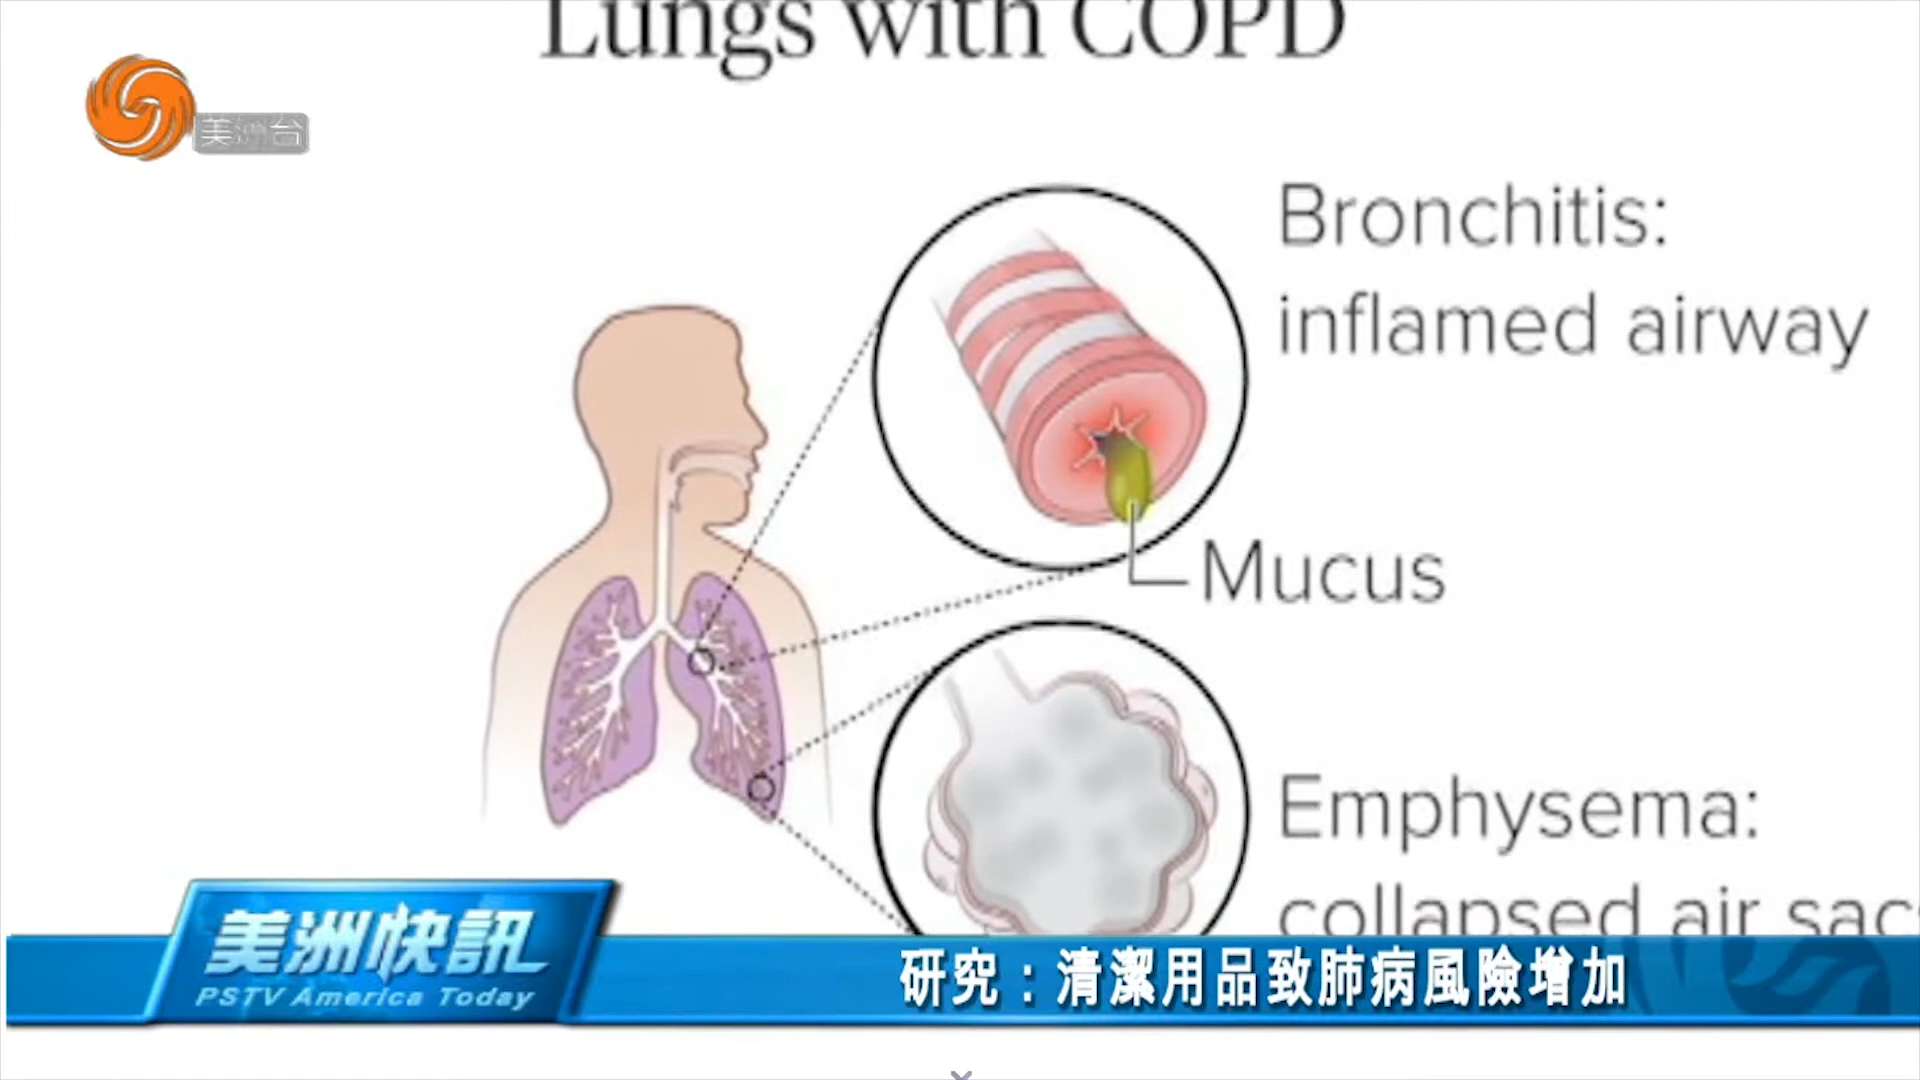 Lungs with COPD
美洲台
Bronchitis:
inflamed airway
Mucus
Emphysema:
collapsed air sac
美洲快訊
PSTV America Today
研究：清潔用品致肺病風險增加